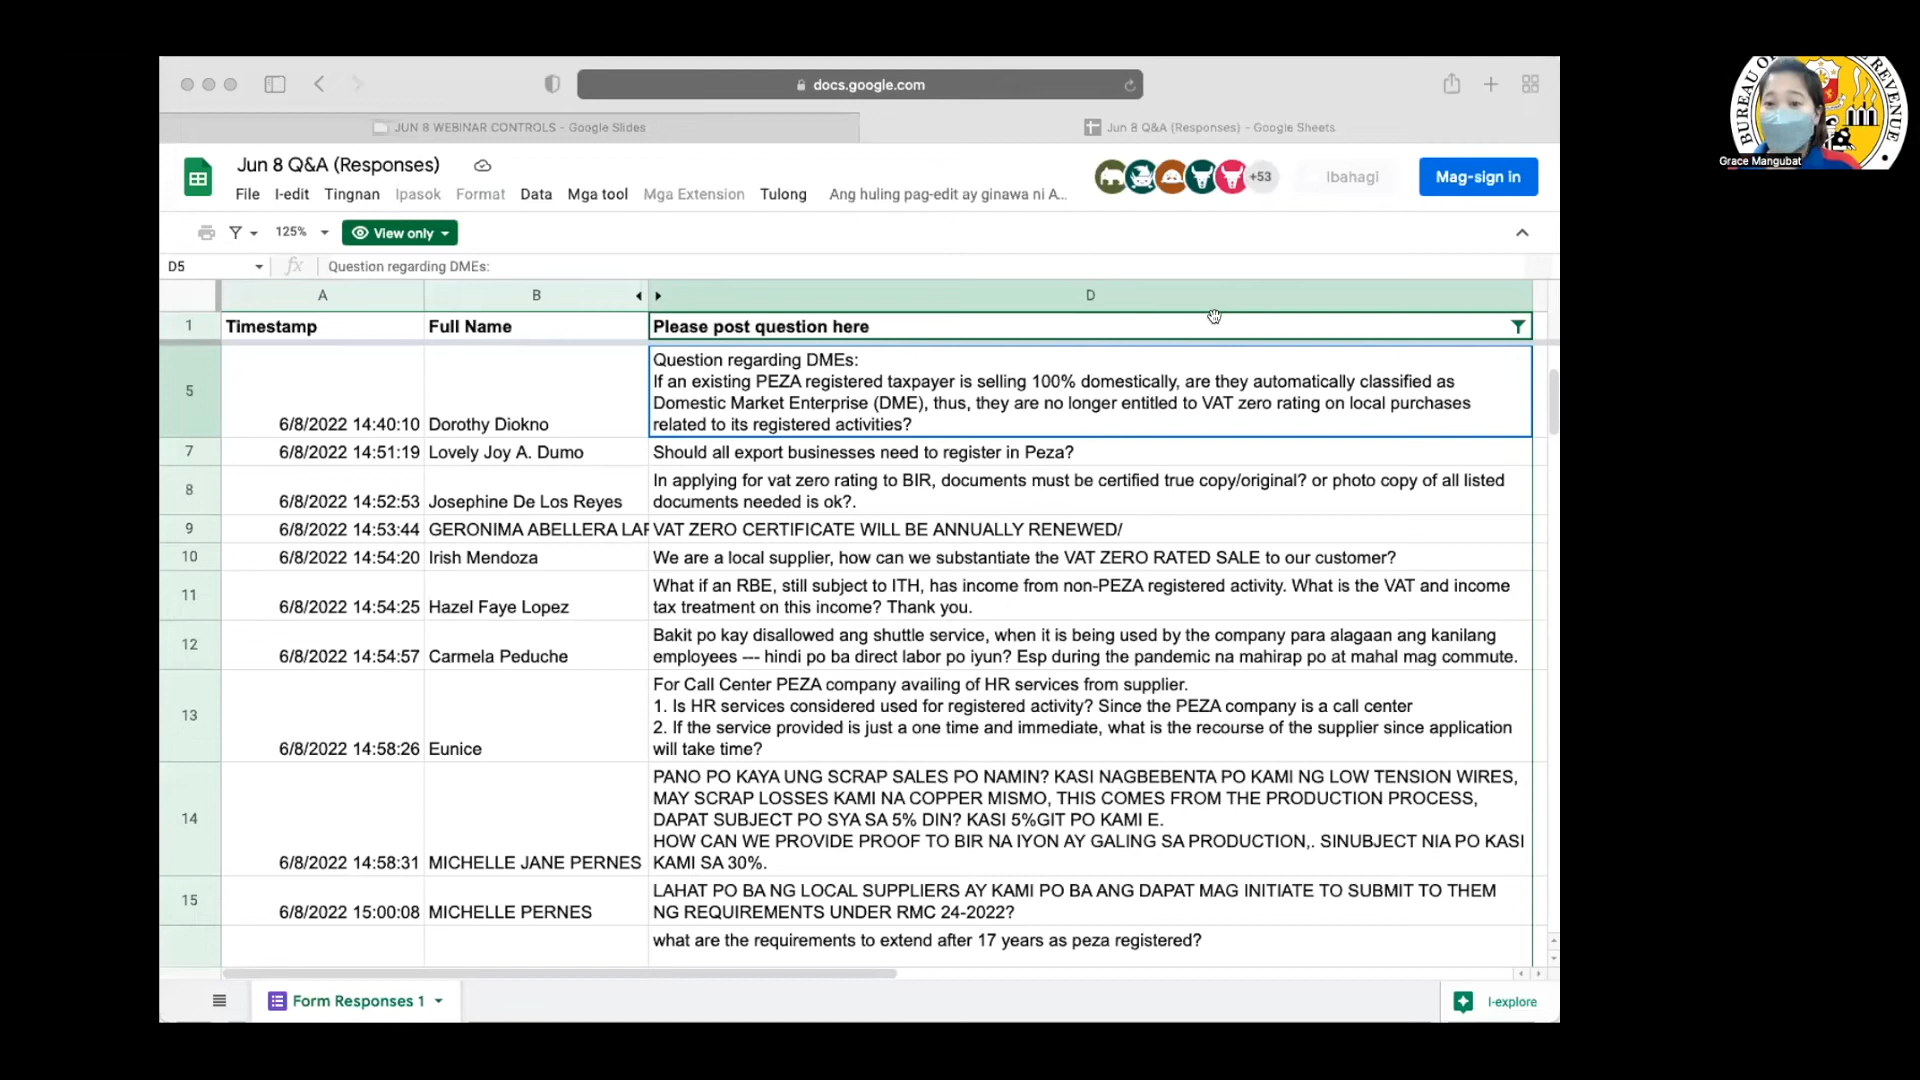 docs.google.com
JUN 8 WEBINAR CONTROLS - Google Slides
Jun 8 Q&A (Responses) - Google Sheets
Jun 8 Q&A (Responses)
+53
Ibahagi
Mag-sign in
File I-edit Tingnan Ipasok Format Data Mga tool Mga Extension Tulong Ang huling pag-edit ay ginawa ni A...
125% View only
D5 fx Question regarding DMEs:
A B D
1 Timestamp Full Name Please post question here
Question regarding DMEs:
If an existing PEZA registered taxpayer is selling 100% domestically, are they automatically classified as
5 Domestic Market Enterprise (DME), thus, they are no longer entitled to VAT zero rating on local purchases
6/8/2022 14:40:10 Dorothy Diokno related to its registered activities?
7 6/8/2022 14:51:19 Lovely Joy A. Dumo Should all export businesses need to register in Peza?
8 In applying for vat zero rating to BIR, documents must be certified true copy/original? or photo copy of all listed
6/8/2022 14:52:53 Josephine De Los Reyes documents needed is ok?.
9 6/8/2022 14:53:44 GERONIMA ABELLERA LAF VAT ZERO CERTIFICATE WILL BE ANNUALLY RENEWED/
10 6/8/2022 14:54:20 Irish Mendoza We are a local supplier, how can we substantiate the VAT ZERO RATED SALE to our customer?
11 What if an RBE, still subject to ITH, has income from non-PEZA registered activity. What is the VAT and income
6/8/2022 14:54:25 Hazel Faye Lopez tax treatment on this income? Thank you.
12 Bakit po kay disallowed ang shuttle service, when it is being used by the company para alagaan ang kanilang
6/8/2022 14:54:57 Carmela Peduche employees --- hindi po ba direct labor po iyun? Esp during the pandemic na mahirap po at mahal mag commute.
For Call Center PEZA company availing of HR services from supplier.
13 1. Is HR services considered used for registered activity? Since the PEZA company is a call center
2. If the service provided is just a one time and immediate, what is the recourse of the supplier since application
6/8/2022 14:58:26 Eunice will take time?
PANO PO KAYA UNG SCRAP SALES PO NAMIN? KASI NAGBEBENTA PO KAMI NG LOW TENSION WIRES,
MAY SCRAP LOSSES KAMI NA COPPER MISMO, THIS COMES FROM THE PRODUCTION PROCESS,
14 DAPAT SUBJECT PO SYA SA 5% DIN? KASI 5%GIT PO KAMI E.
HOW CAN WE PROVIDE PROOF TO BIR NA IYON AY GALING SA PRODUCTION,. SINUBJECT NIA PO KASI
6/8/2022 14:58:31 MICHELLE JANE PERNES KAMI SA 30%.
15 LAHAT PO BA NG LOCAL SUPPLIERS AY KAMI PO BA ANG DAPAT MAG INITIATE TO SUBMIT TO THEM
6/8/2022 15:00:08 MICHELLE PERNES NG REQUIREMENTS UNDER RMC 24-2022?
what are the requirements to extend after 17 years as peza registered?
Form Responses 1
I-explore
BUREAU OF REVENUE
Grace Mangubat